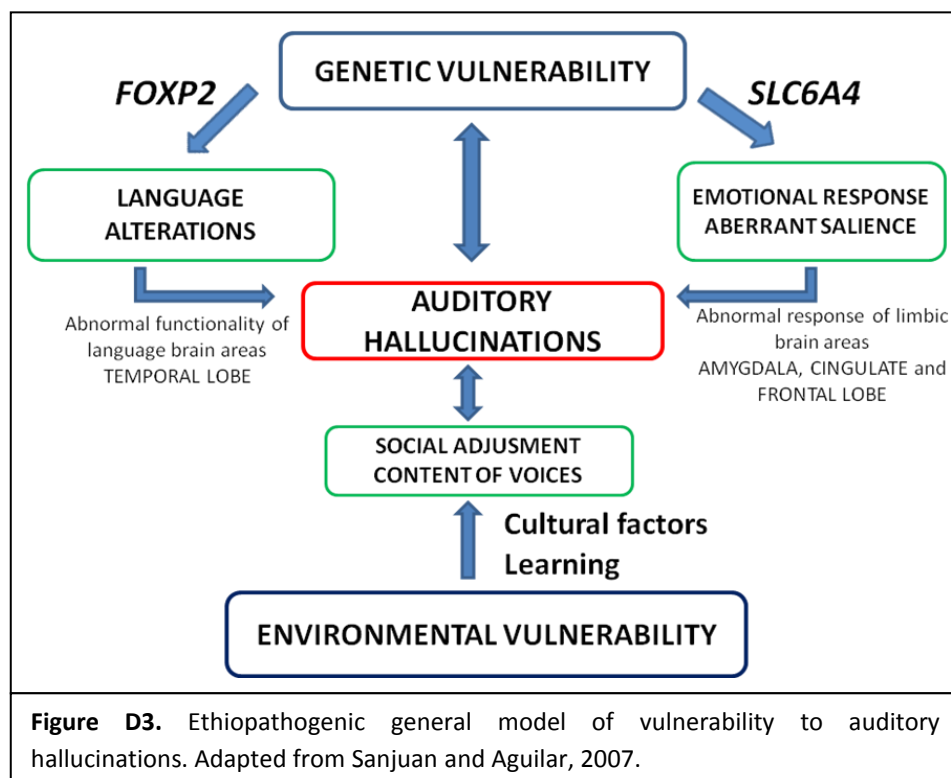 GENETIC VULNERABILITY
FOXP2
SLC6A4
LANGUAGE
ALTERATIONS
EMOTIONAL RESPONSE
ABERRANT SALIENCE
AUDITORY
HALLUCINATIONS
Abnormal functionality of
language brain areas
TEMPORAL LOBE
Abnormal response of limbic
brain areas
AMYGDALA, CINGULATE and
FRONTAL LOBE
SOCIAL ADJUSMENT
CONTENT OF VOICES
Cultural factors
Learning
ENVIRONMENTAL VULNERABILITY
Figure D3. Ethiopathogenic general model of vulnerability to auditory
hallucinations. Adapted from Sanjuan and Aguilar, 2007.